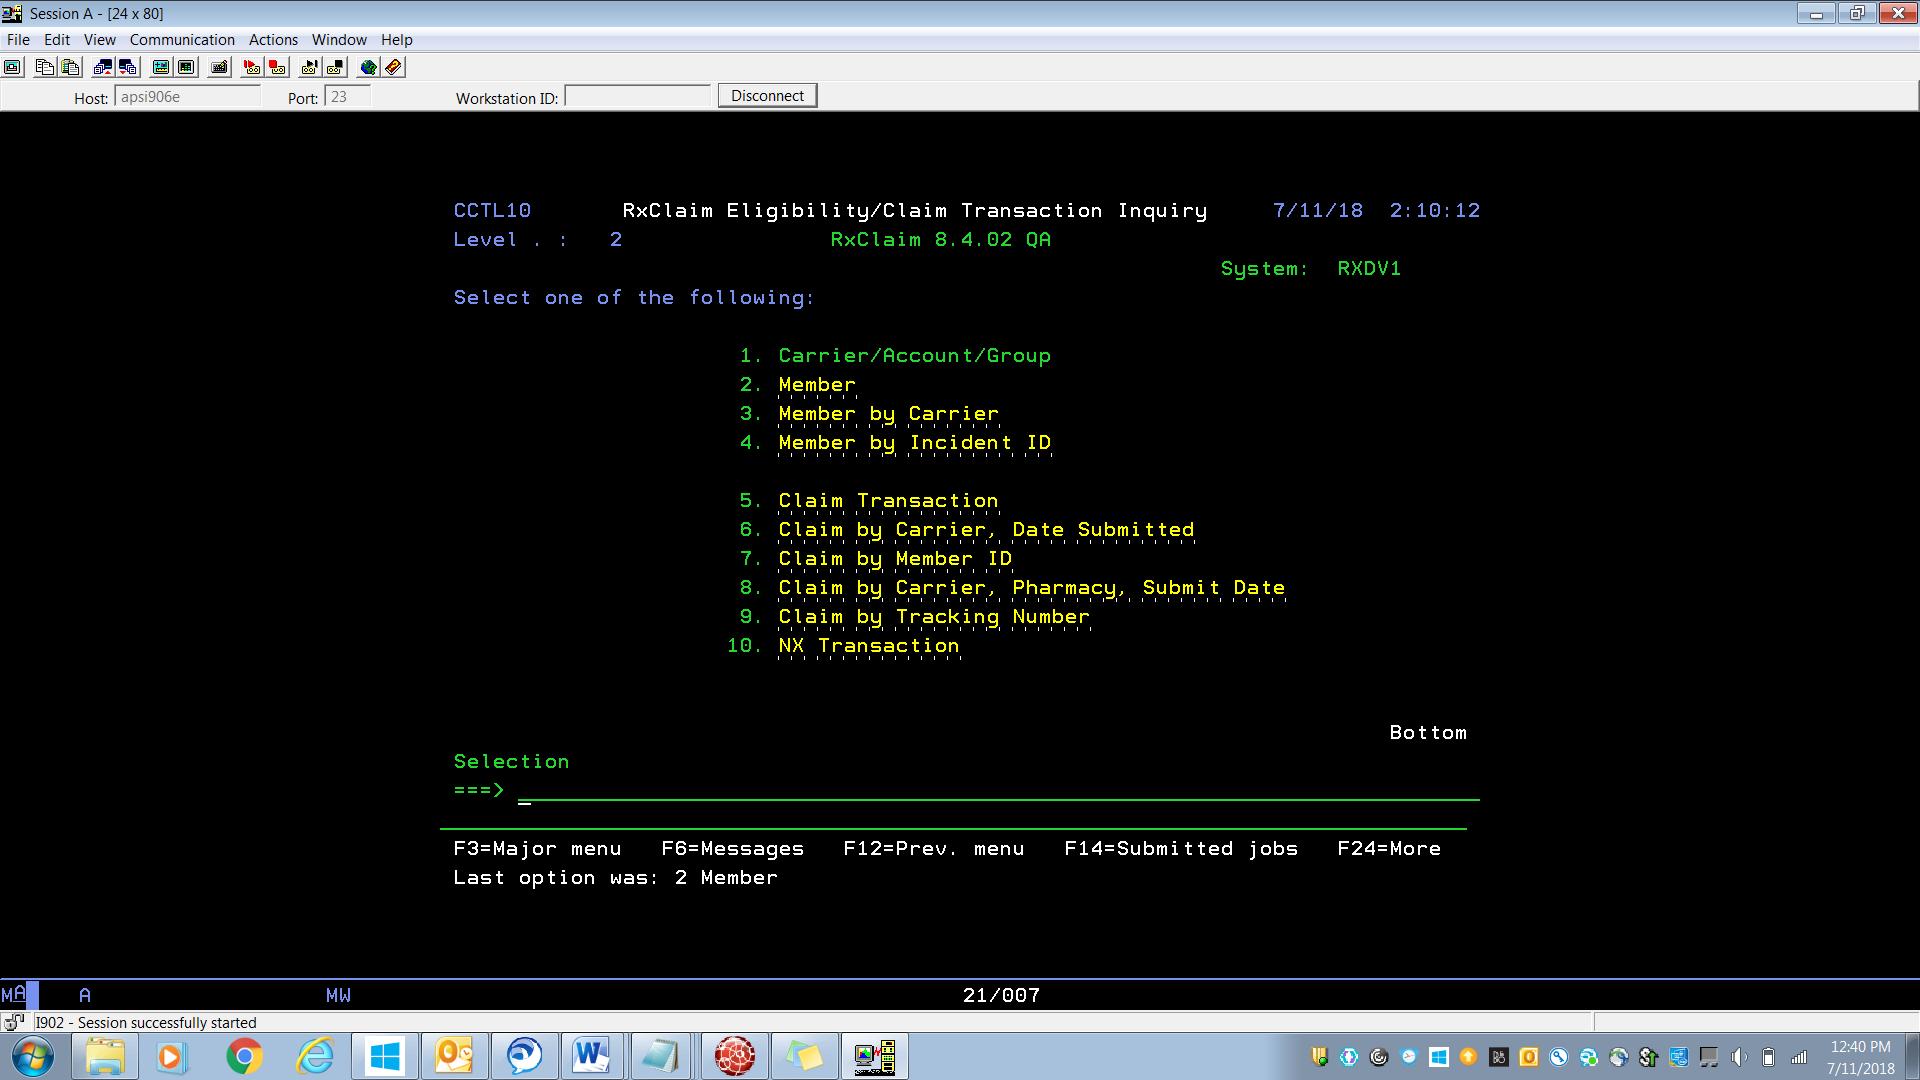 Session A - [24 x 80]
File Edit View Communication Actions Window Help
Host: apsi906e Port: 23 Workstation ID: Disconnect
CCTL10 RxClaim Eligibility/Claim Transaction Inquiry 7/11/18 2:10:12
Level . : 2 RxClaim 8.4.02 QA
System: RXDV1
Select one of the following:
1. Carrier/Account/Group
2. Member
3. Member by Carrier
4. Member by Incident ID
5. Claim Transaction
6. Claim by Carrier, Date Submitted
7. Claim by Member ID
8. Claim by Carrier, Pharmacy, Submit Date
9. Claim by Tracking Number
10. NX Transaction
Bottom
Selection
===>
F3=Major menu F6=Messages F12=Prev. menu F14=Submitted jobs F24=More
Last option was: 2 Member
MA A MW 21/007
I902 - Session successfully started
12:40 PM
7/11/2018